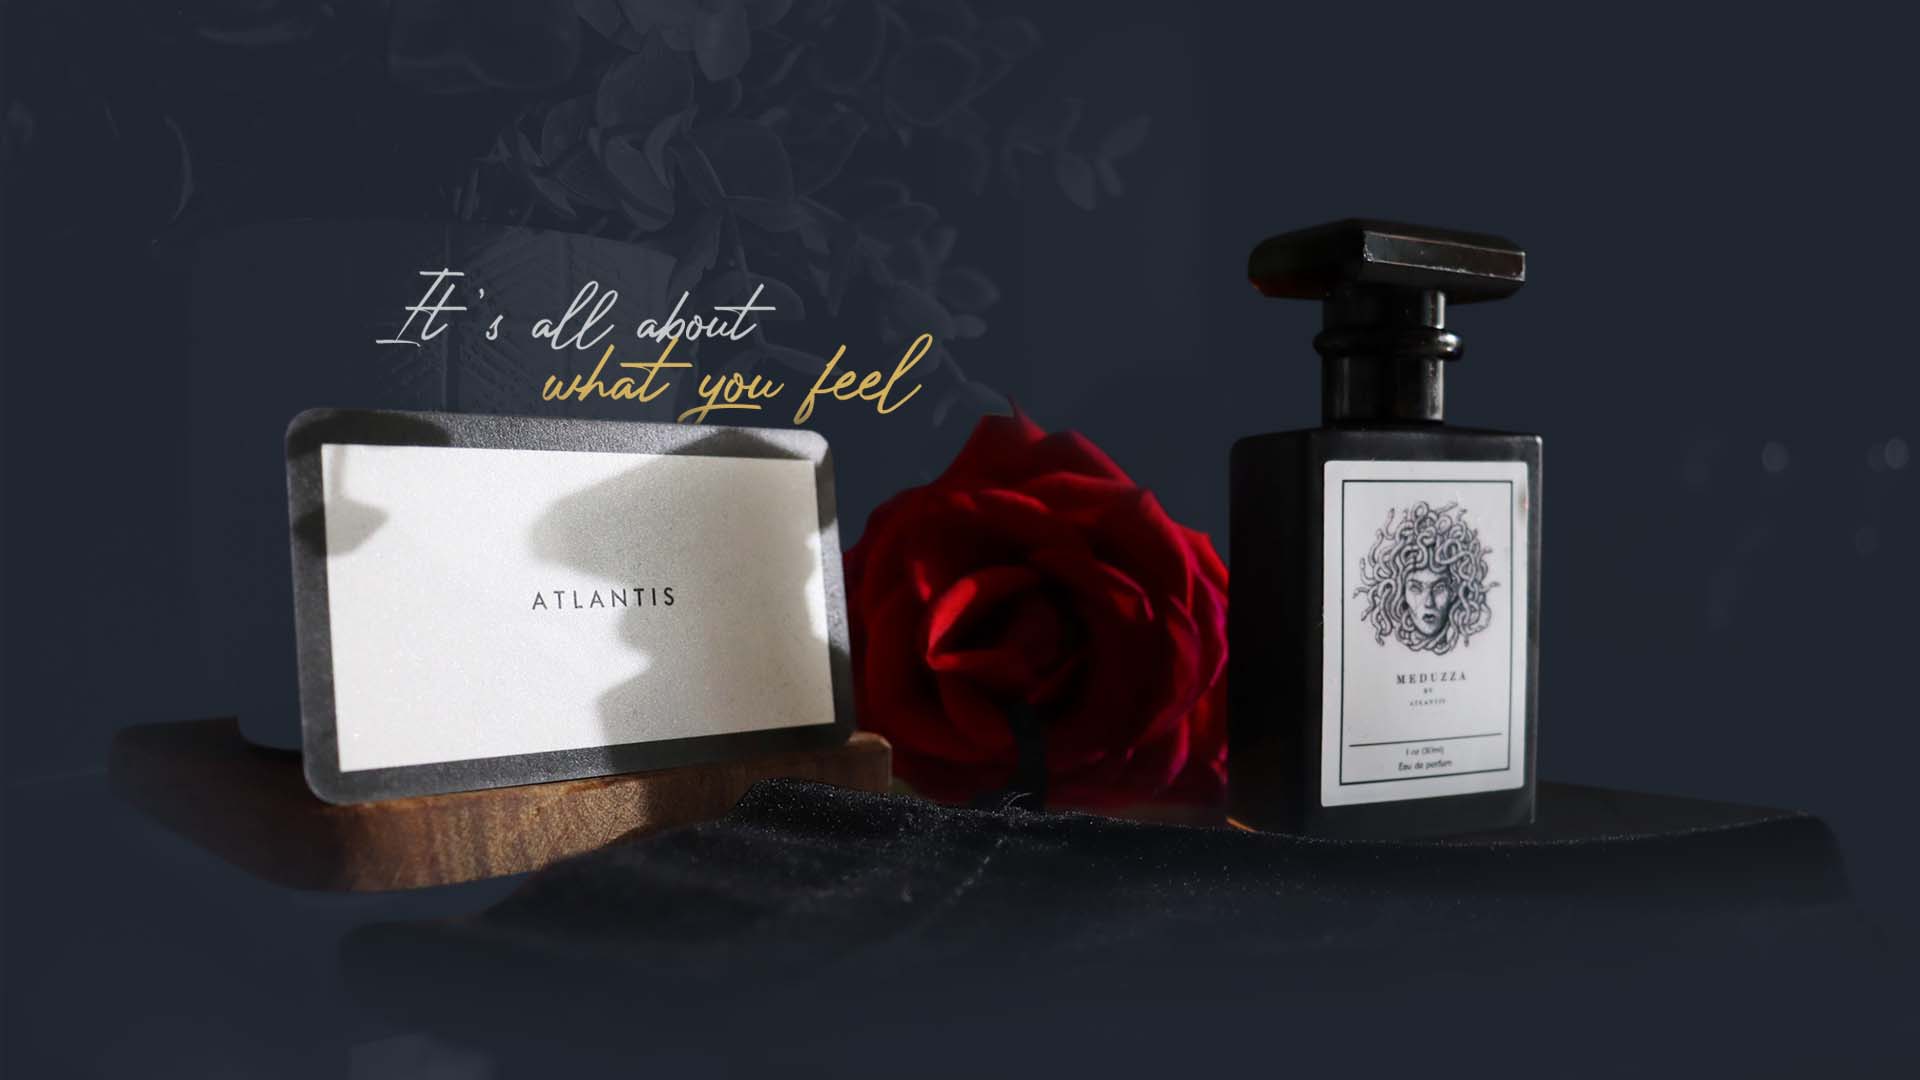 It's all about
what you feel
ATLANTIS
MEDUZZA
BY
ATLANTIS
1 oz (30ml)
Eau de parfum